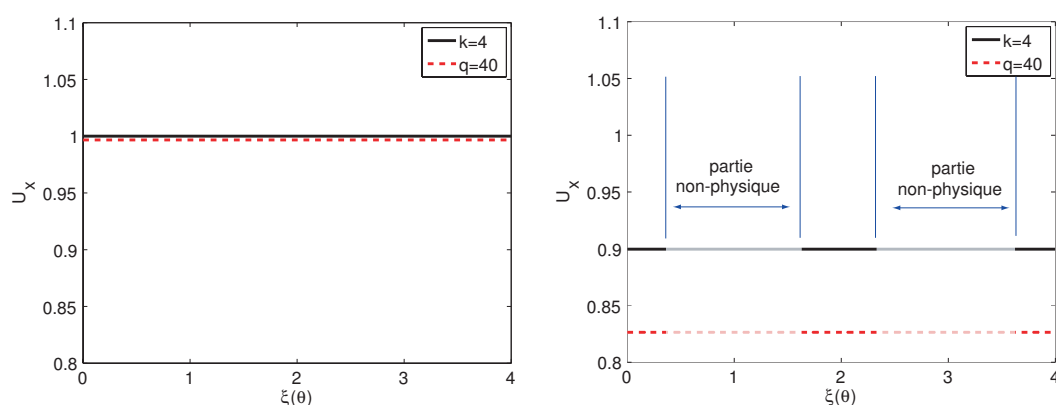 1.1
1.05
1
0.95
0.9
0.85
0.8
U_x
0 1 2 3 4
ξ(θ)
k=4
q=40
1.1
1.05
1
0.95
0.9
0.85
0.8
U_x
0 1 2 3 4
ξ(θ)
k=4
q=40
partie
non-physique
partie
non-physique